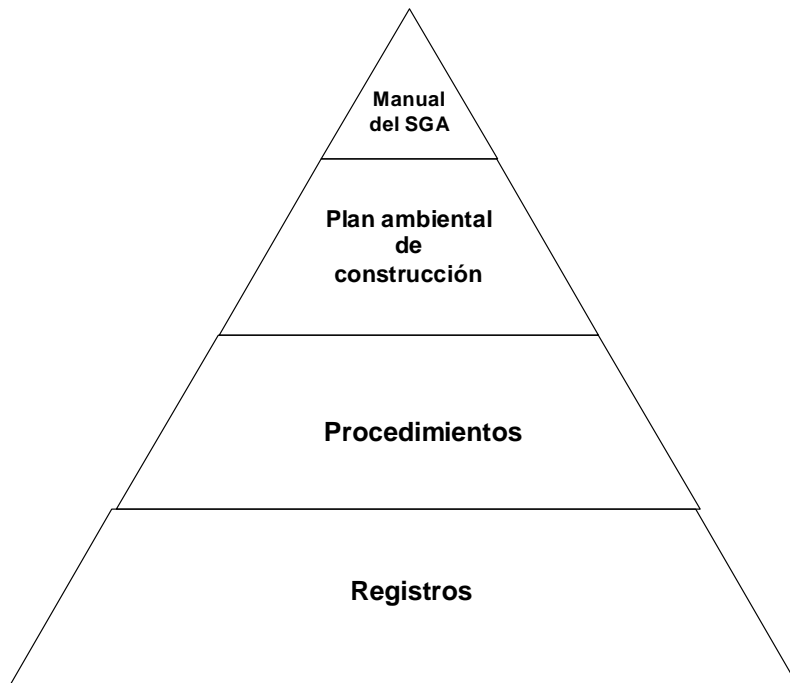 Manual
del SGA
Plan ambiental
de
construcción
Procedimientos
Registros